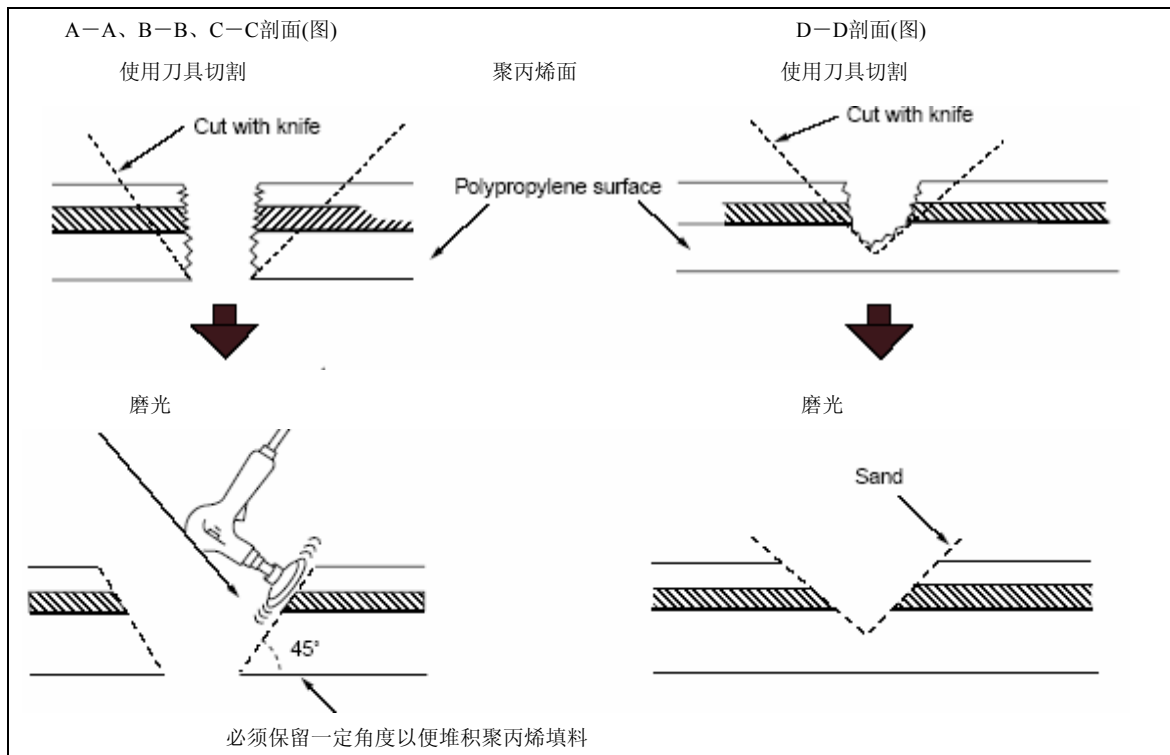 A－A、B－B、C－C剖面(图)
D－D剖面(图)
使用刀具切割
聚丙烯面
使用刀具切割
Cut with knife
Cut with knife
Polypropylene surface
磨光
磨光
Sand
45°
必须保留一定角度以便堆积聚丙烯填料